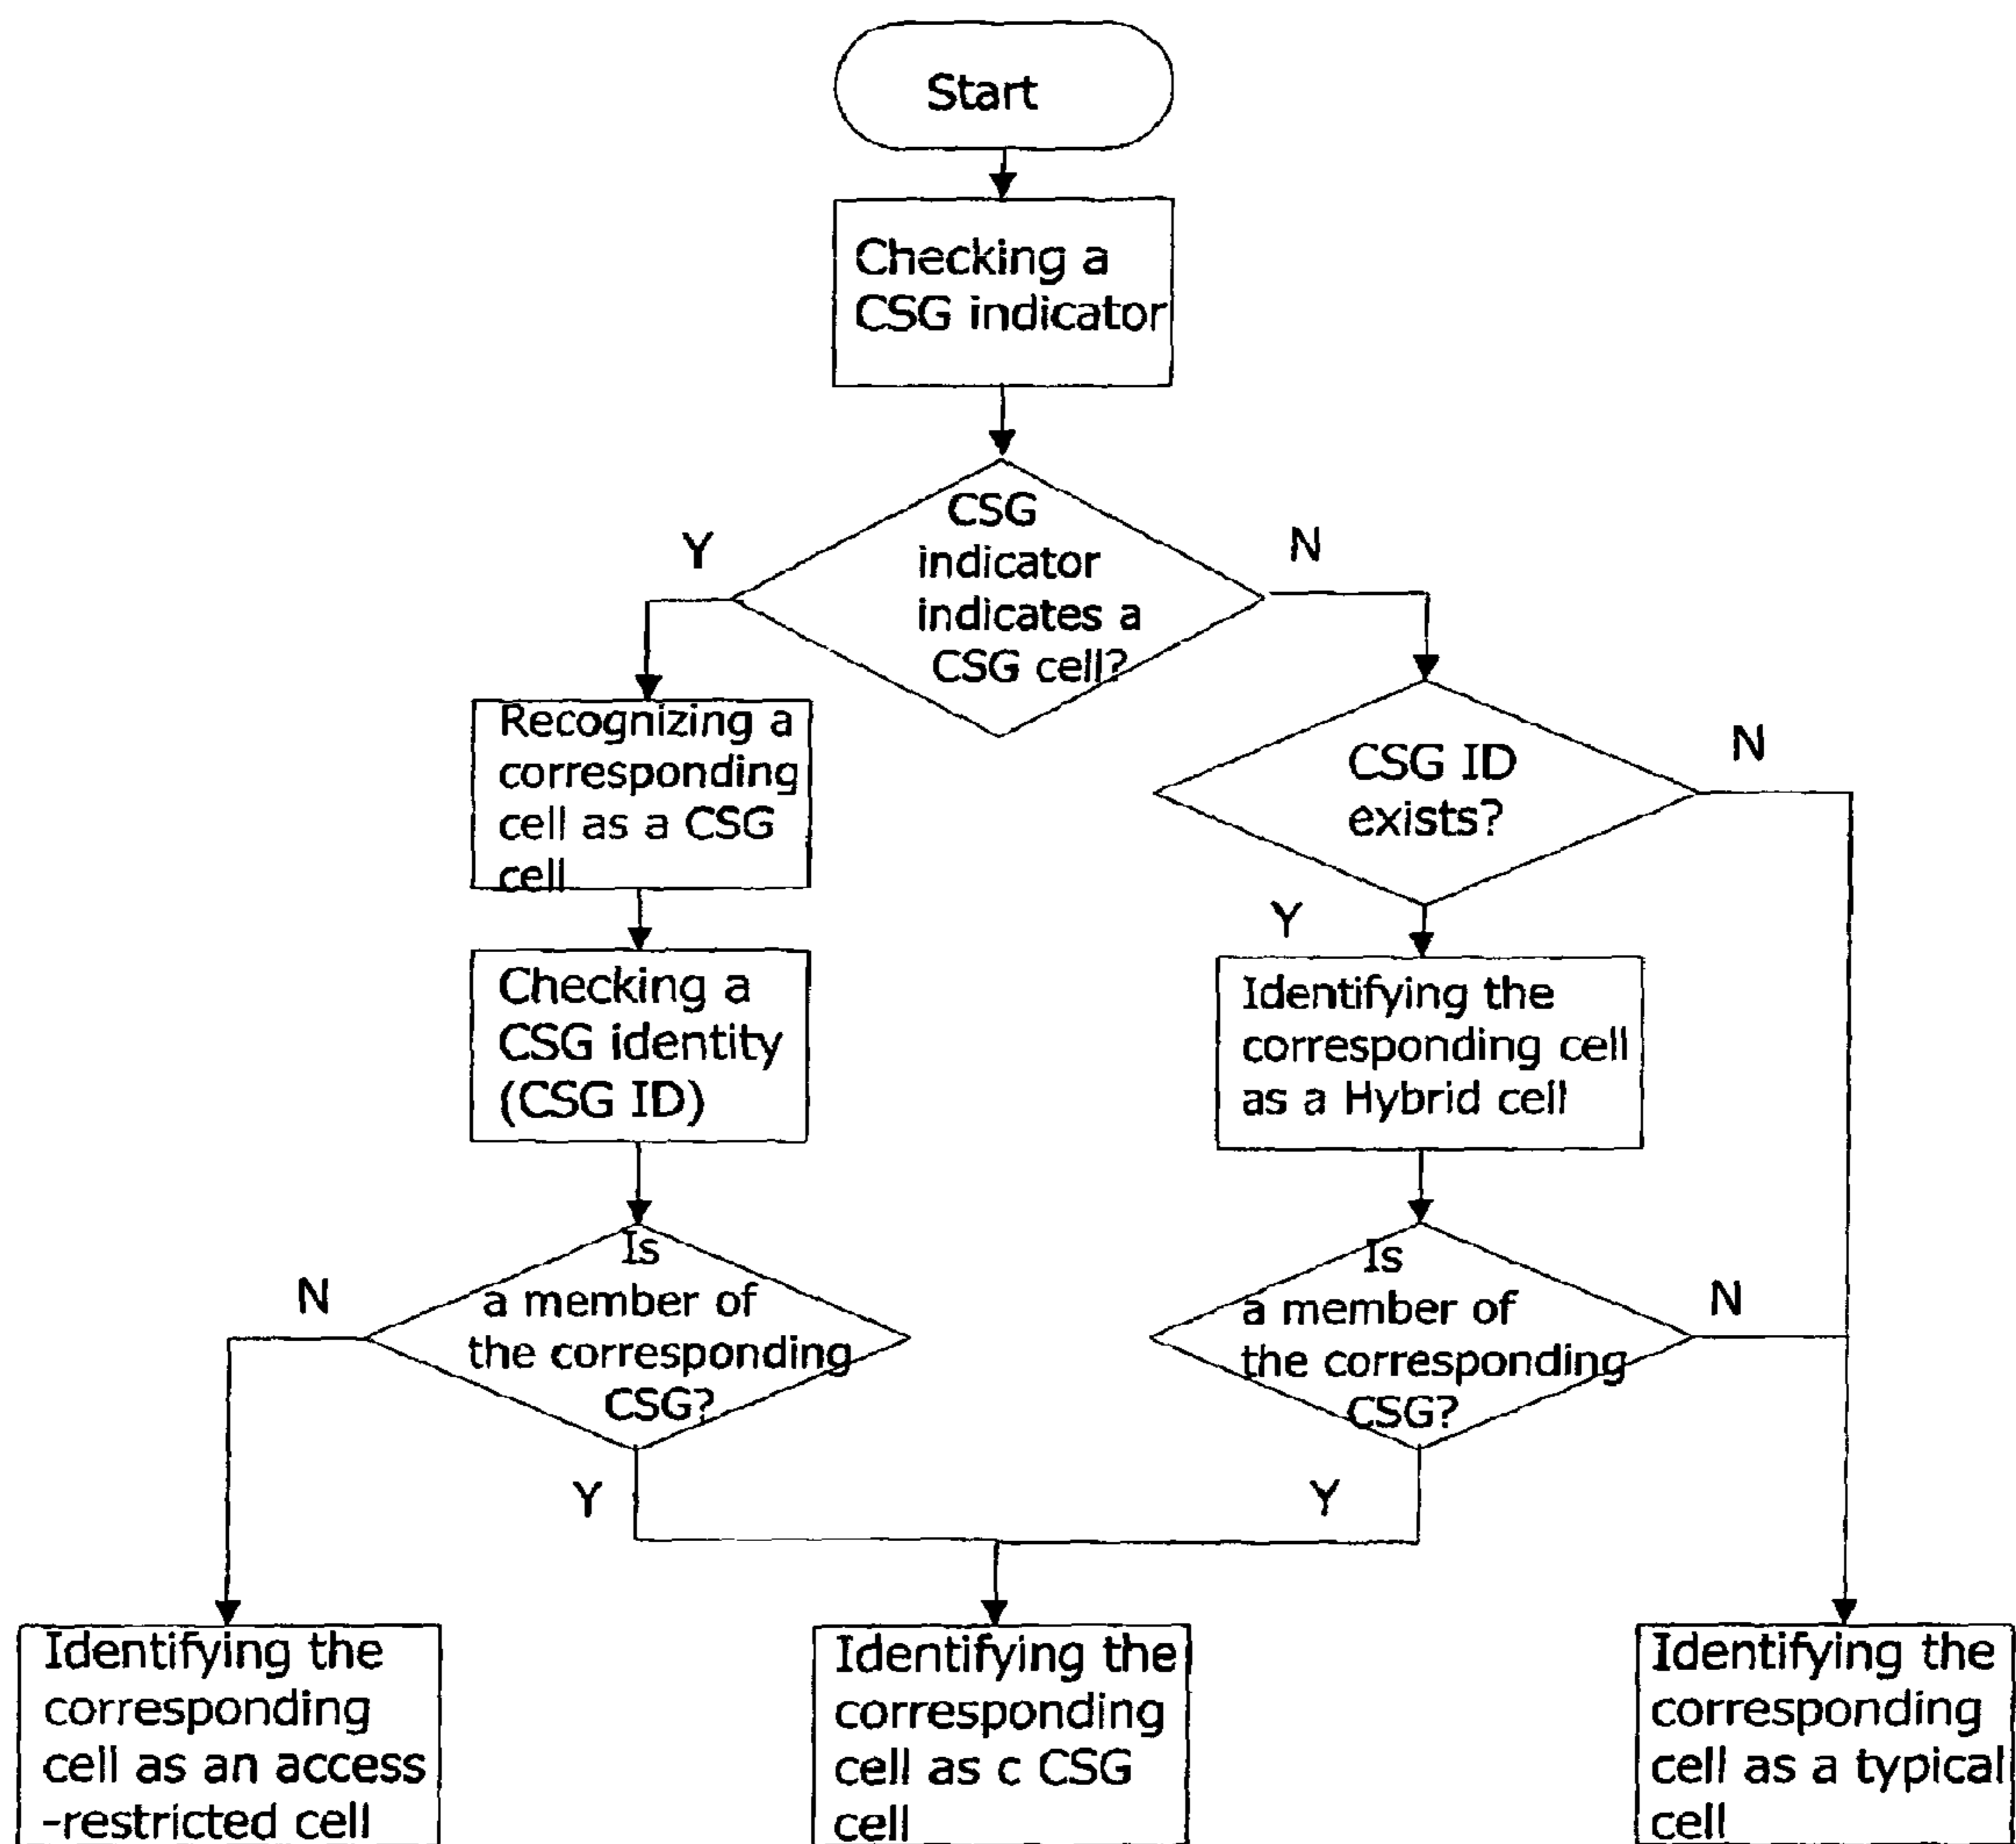 Start
Checking a
CSG indicator
CSG
indicator
indicates a
CSG cell?
Y
N
Recognizing a
corresponding
cell as a CSG
cell
CSG ID
exists?
N
Y
Checking a
CSG identity
(CSG ID)
Identifying the
corresponding cell
as a Hybrid cell
Is
a member of
the corresponding
CSG?
N
Y
Is
a member of
the corresponding
CSG?
N
Y
Identifying the
corresponding
cell as an access
-restricted cell
Identifying the
corresponding
cell as c CSG
cell
Identifying the
corresponding
cell as a typical
cell